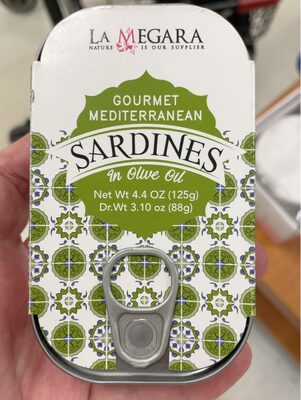 LA MEGARA
NATURE IS OUR SUPPLIER
GOURMET
MEDITERRANEAN
SARDINES
In Olive Oil
Net Wt 4.4 OZ (125g)
Dr.Wt 3.10 oz (88g)